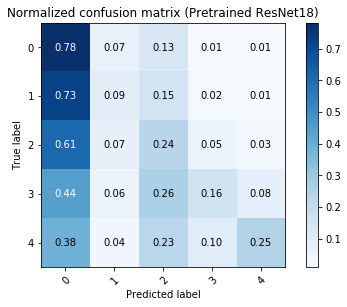 Normalized confusion matrix (Pretrained ResNet18)
0 0.78 0.07 0.13 0.01 0.01
1 0.73 0.09 0.15 0.02 0.01
2 0.61 0.07 0.24 0.05 0.03
3 0.44 0.06 0.26 0.16 0.08
4 0.38 0.04 0.23 0.10 0.25
0 1 2 3 4
True label
Predicted label
0.7
0.6
0.5
0.4
0.3
0.2
0.1